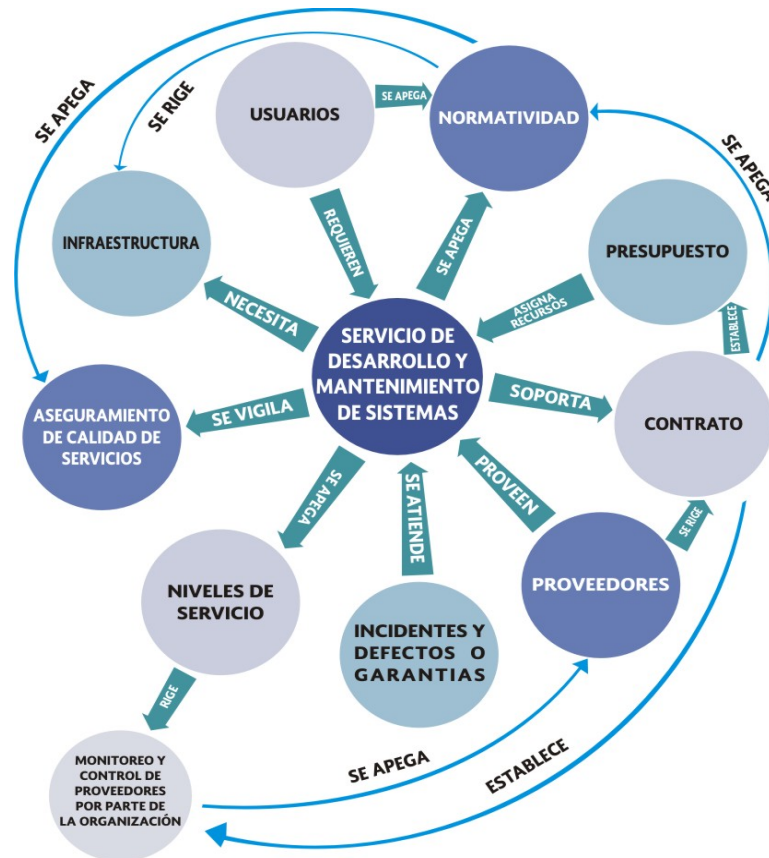 SE APEGA
SE RIGE
USUARIOS
SE APEGA
NORMATIVIDAD
SE APEGA
INFRAESTRUCTURA
REQUIEREN
SE APEGA
PRESUPUESTO
NECESITA
ASIGNA
RECURSOS
ESTABLECE
SERVICIO DE
DESARROLLO Y
MANTENIMIENTO
DE SISTEMAS
ASEGURAMIENTO
DE CALIDAD DE
SERVICIOS
SE VIGILA
SOPORTA
CONTRATO
SE APEGA
SE ATIENDE
PROVEEN
SE RIGE
NIVELES DE
SERVICIO
INCIDENTES Y
DEFECTOS O
GARANTIAS
PROVEEDORES
RIGE
MONITOREO Y
CONTROL DE
PROVEEDORES
POR PARTE DE
LA ORGANIZACIÓN
SE APEGA
ESTABLECE